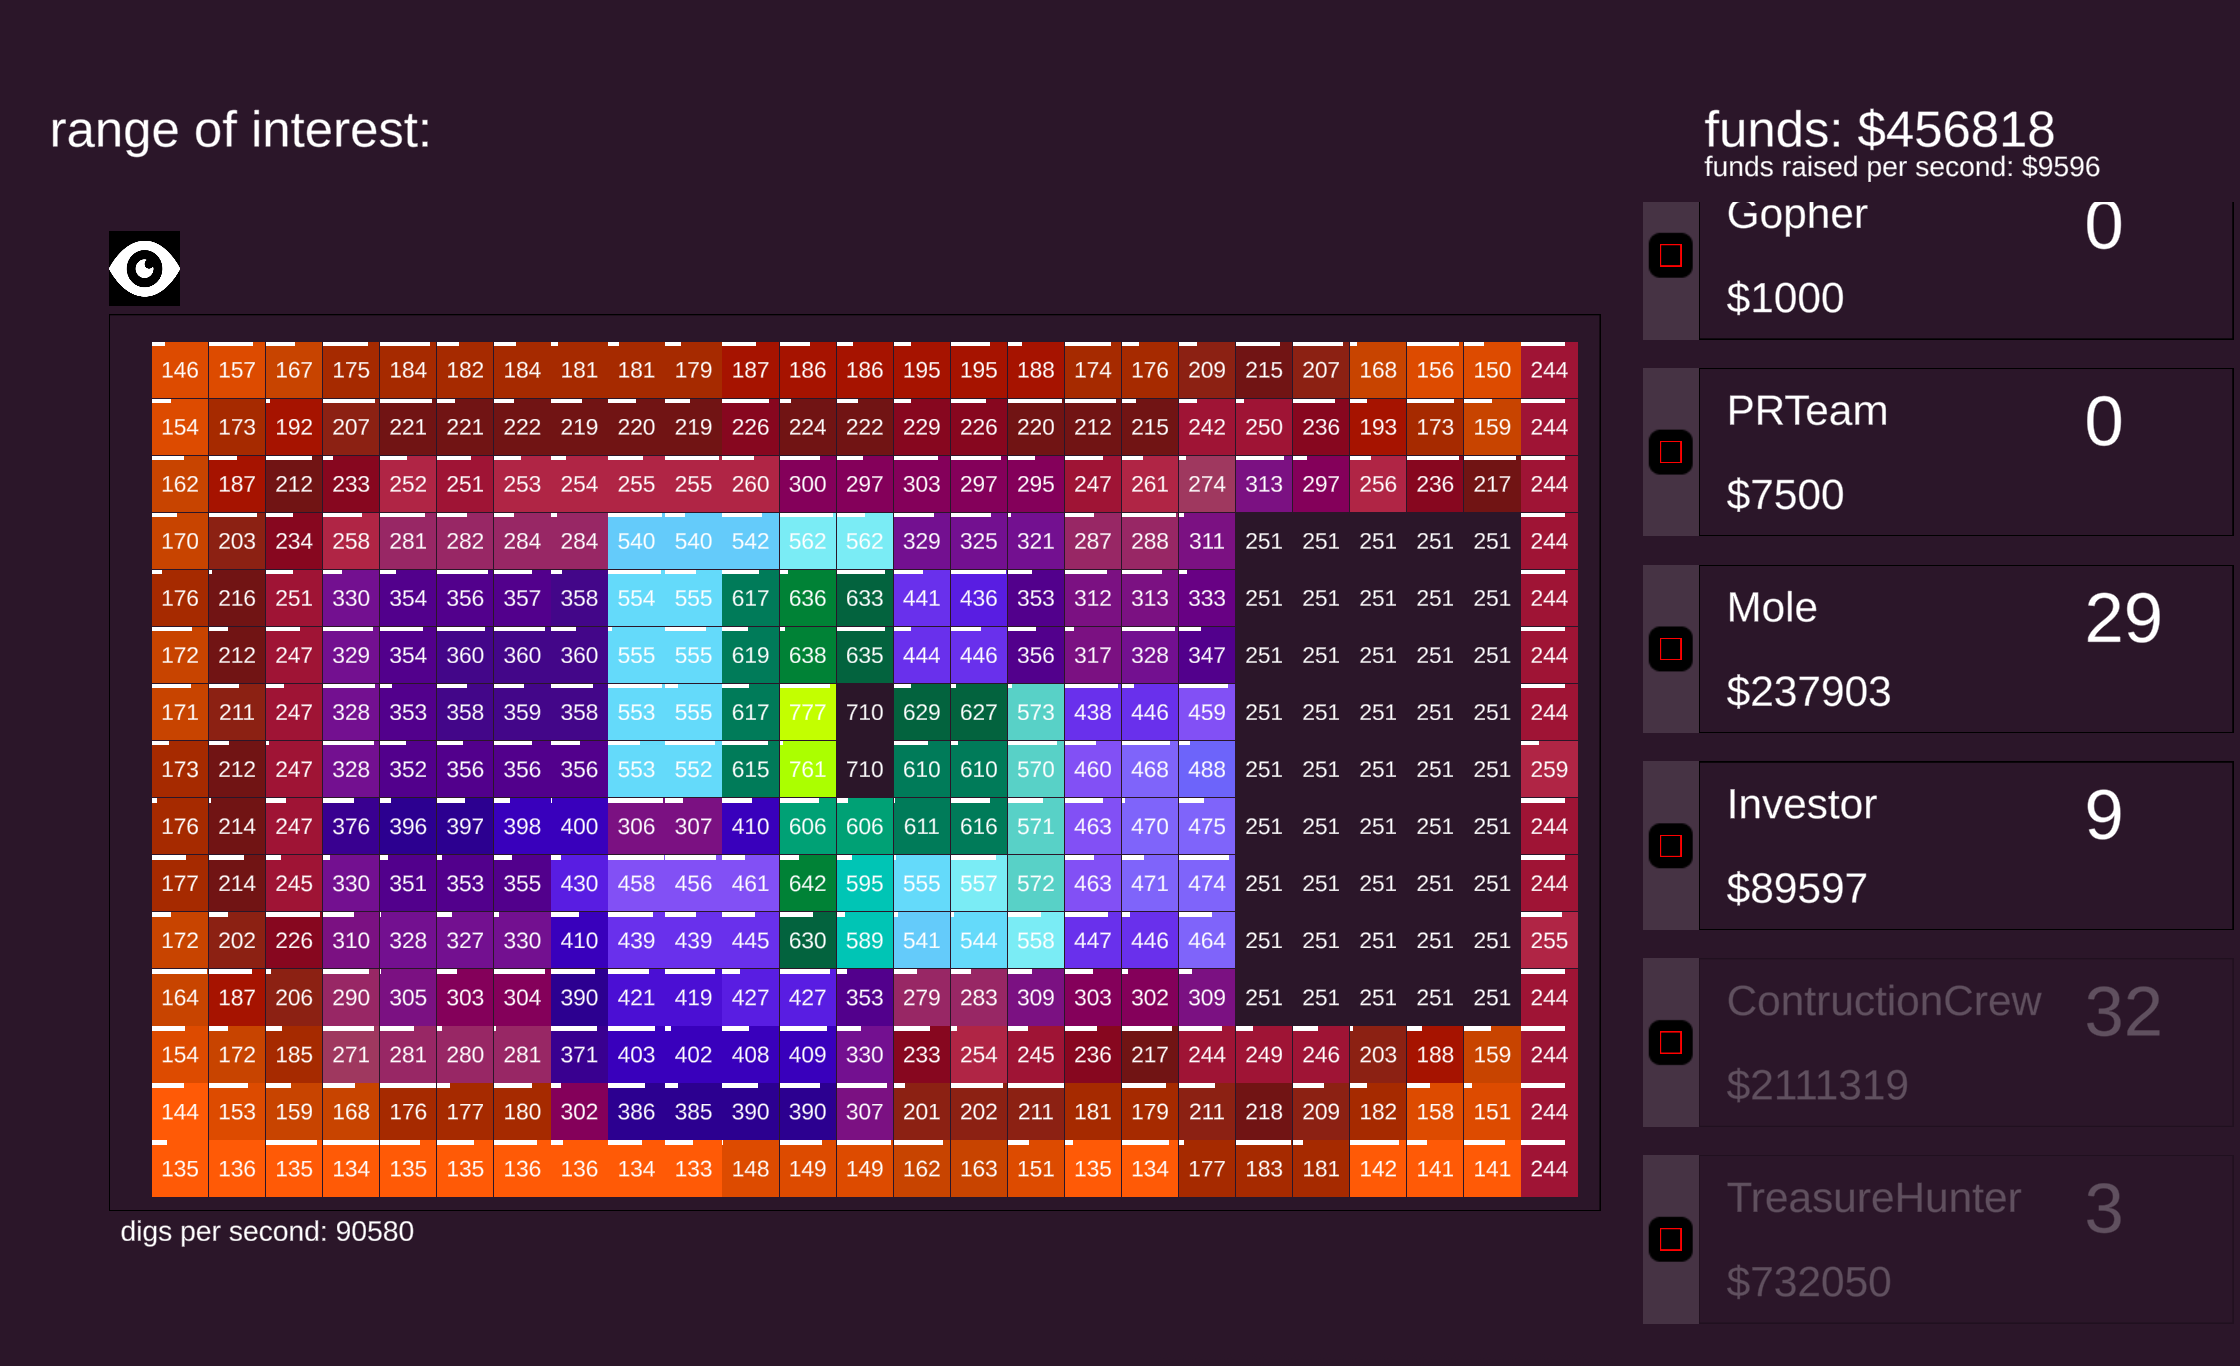 range of interest:
funds: $456818
funds raised per second: $9596
Gopher 0
$1000
PRTeam 0
$7500
Mole 29
$237903
Investor 9
$89597
ContructionCrew 32
$2111319
TreasureHunter 3
$732050
146 157 167 175 184 182 184 181 181 179 187 186 186 195 195 188 174 176 209 215 207 168 156 150 244
154 173 192 207 221 221 222 219 220 219 226 224 222 229 226 220 212 215 242 250 236 193 173 159 244
162 187 212 233 252 251 253 254 255 255 260 300 297 303 297 295 247 261 274 313 297 256 236 217 244
170 203 234 258 281 282 284 284 540 540 542 562 562 329 325 321 287 288 311 251 251 251 251 251 244
176 216 251 330 354 356 357 358 554 555 617 636 633 441 436 353 312 313 333 251 251 251 251 251 244
172 212 247 329 354 360 360 360 555 555 619 638 635 444 446 356 317 328 347 251 251 251 251 251 244
171 211 247 328 353 358 359 358 553 555 617 777 710 629 627 573 438 446 459 251 251 251 251 251 244
173 212 247 328 352 356 356 356 553 552 615 761 710 610 610 570 460 468 488 251 251 251 251 251 259
176 214 247 376 396 397 398 400 306 307 410 606 606 611 616 571 463 470 475 251 251 251 251 251 244
177 214 245 330 351 353 355 430 458 456 461 642 595 555 557 572 463 471 474 251 251 251 251 251 244
172 202 226 310 328 327 330 410 439 439 445 630 589 541 544 558 447 446 464 251 251 251 251 251 255
164 187 206 290 305 303 304 390 421 419 427 427 353 279 283 309 303 302 309 251 251 251 251 251 244
154 172 185 271 281 280 281 371 403 402 408 409 330 233 254 245 236 217 244 249 246 203 188 159 244
144 153 159 168 176 177 180 302 386 385 390 390 307 201 202 211 181 179 211 218 209 182 158 151 244
135 136 135 134 135 135 136 136 134 133 148 149 149 162 163 151 135 134 177 183 181 142 141 141 244
digs per second: 90580